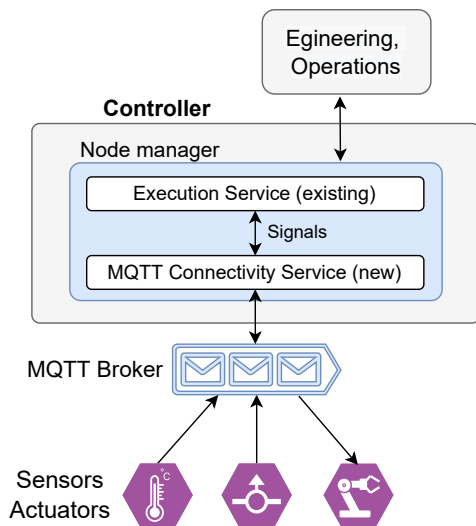 Egineering,
Operations
Controller
Node manager
Execution Service (existing)
Signals
MQTT Connectivity Service (new)
MQTT Broker
°C
Sensors
Actuators